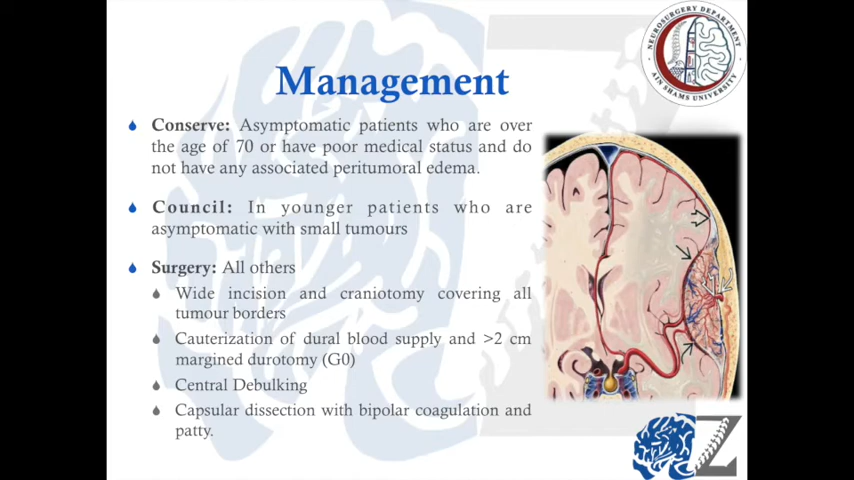 Management
NEUROSURGERY DEPARTMENT
AIN SHAMS UNIVERSITY
Conserve: Asymptomatic patients who are over
the age of 70 or have poor medical status and do
not have any associated peritumoral edema.
Council: In younger patients who are
asymptomatic with small tumours
Surgery: All others
Wide incision and craniotomy covering all
tumour borders
Cauterization of dural blood supply and >2 cm
margined durotomy (G0)
Central Debulking
Capsular dissection with bipolar coagulation and
patty.
Z